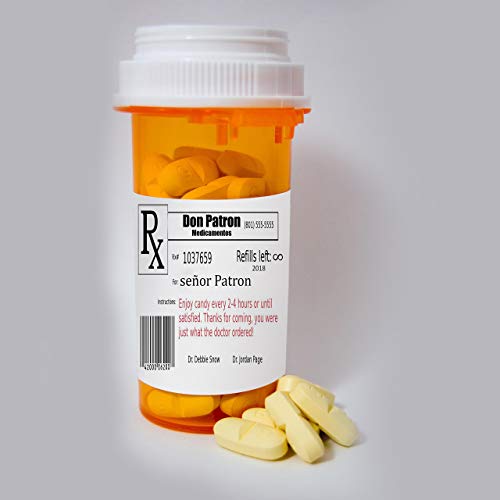 Rx
Don Patron (801)-555-5555
Medicamentos
Rx# 1037659 Refills left: ∞
2018
For: señor Patron
Instructions: Enjoy candy every 2-4 hours or until
satisfied. Thanks for coming, you were
just what the doctor ordered!
Dr. Debbie Snow Dr. Jordan Page